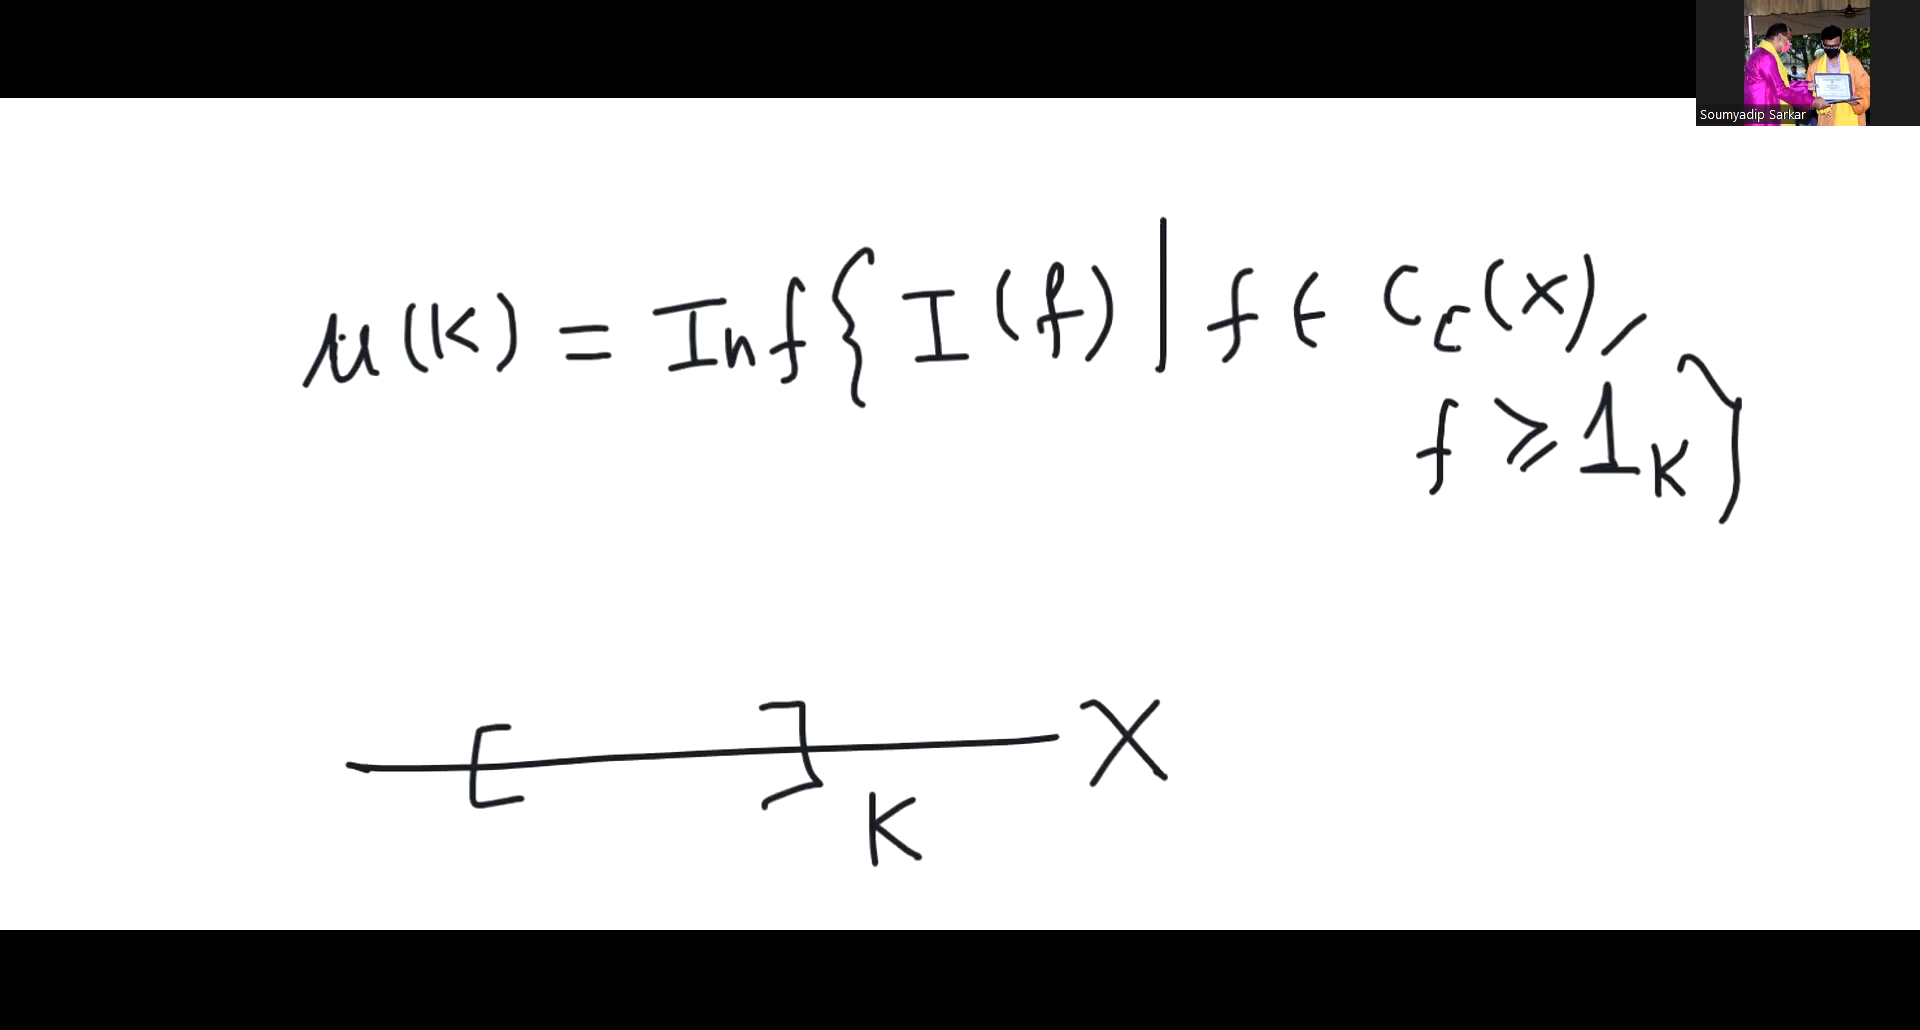 Soumyadip Sarkar
μ(K) = Inf{ I(f) | f ∈ C_c(X),
f ≥ 1_K }
[ ] X
K